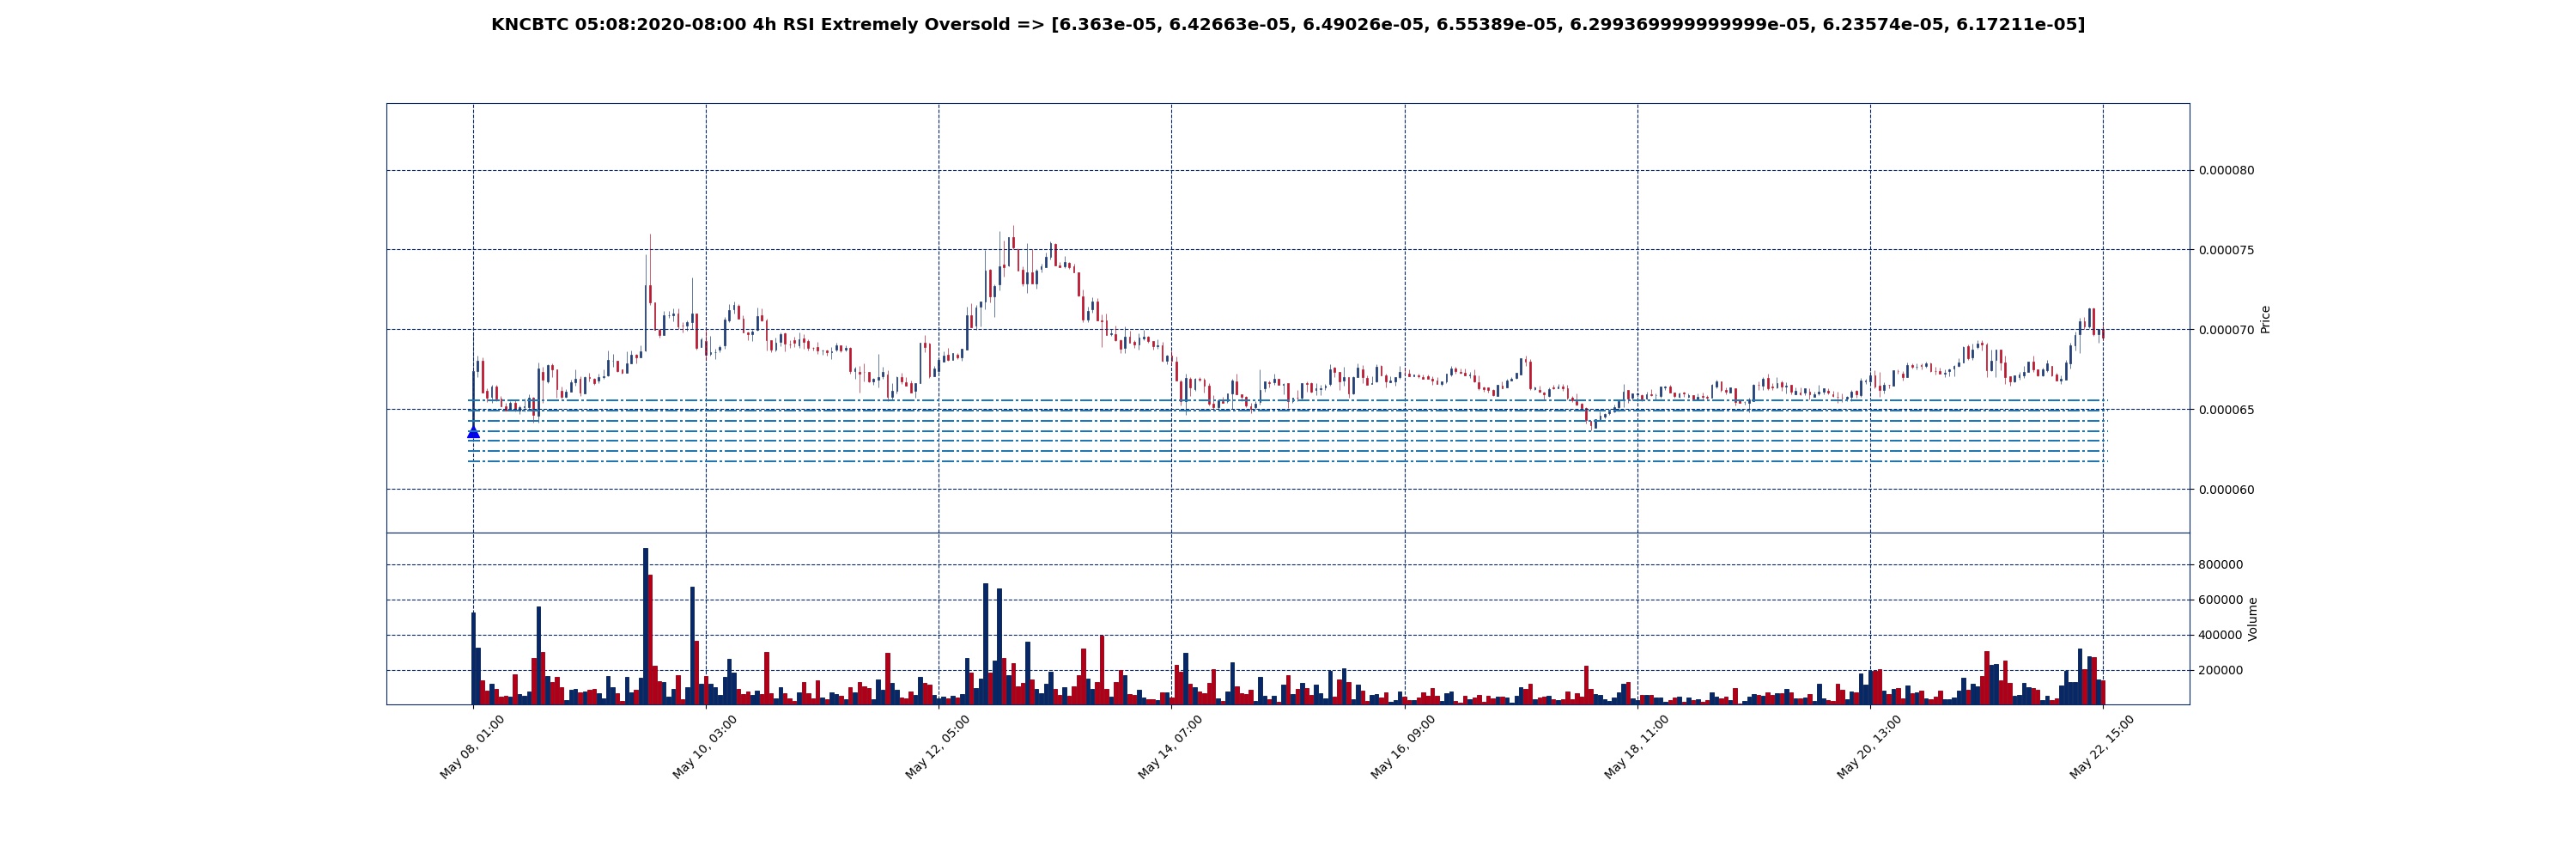 KNCBTC 05:08:2020-08:00 4h RSI Extremely Oversold => [6.363e-05, 6.42663e-05, 6.49026e-05, 6.55389e-05, 6.299369999999999e-05, 6.23574e-05, 6.17211e-05]
0.000080
0.000075
0.000070
0.000065
0.000060
Price
800000
600000
400000
200000
Volume
May 08, 01:00
May 10, 03:00
May 12, 05:00
May 14, 07:00
May 16, 09:00
May 18, 11:00
May 20, 13:00
May 22, 15:00